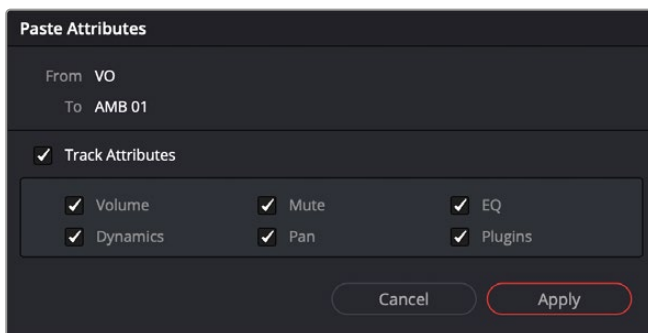 Paste Attributes
From VO
To AMB 01
Track Attributes
Volume Mute EQ
Dynamics Pan Plugins
Cancel Apply